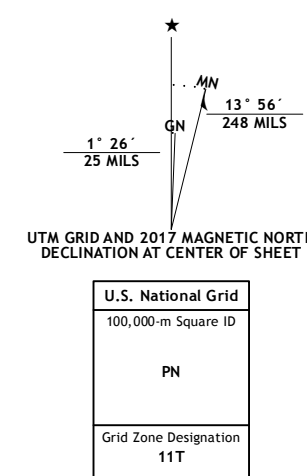 MN
13° 56´
248 MILS
GN
1° 26´
25 MILS
UTM GRID AND 2017 MAGNETIC NORTH
DECLINATION AT CENTER OF SHEET
U.S. National Grid
100,000-m Square ID
PN
Grid Zone Designation
11T